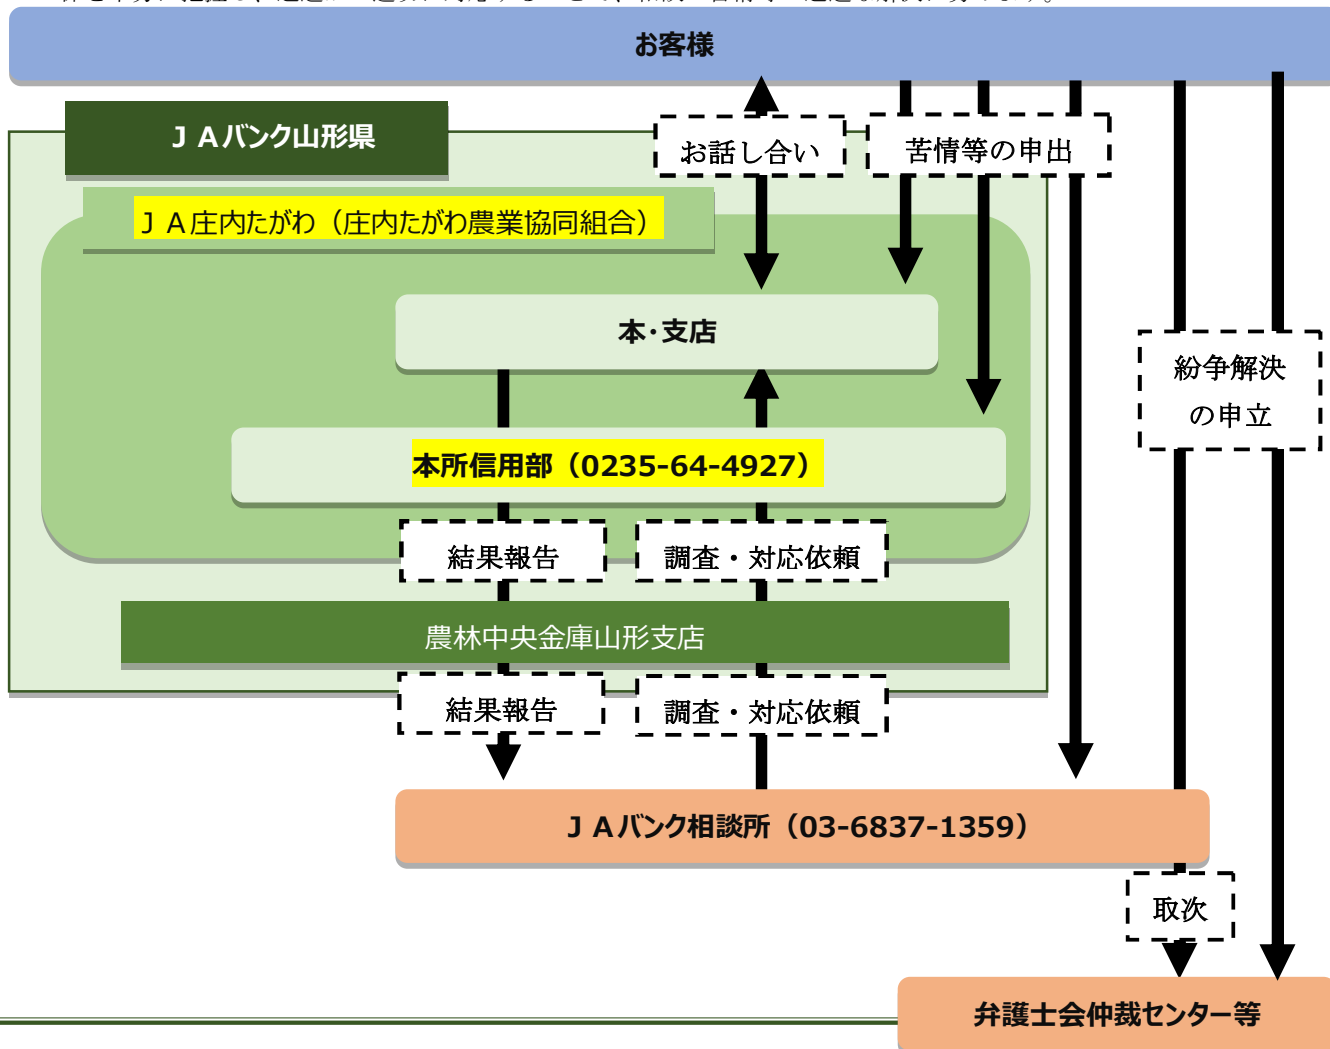 お客様
ＪＡバンク山形県
お話し合い
苦情等の申出
ＪＡ庄内たがわ（庄内たがわ農業協同組合）
本・支店
紛争解決
の申立
本所信用部（0235-64-4927）
結果報告
調査・対応依頼
農林中央金庫山形支店
結果報告
調査・対応依頼
ＪＡバンク相談所（03-6837-1359）
取次
弁護士会仲裁センター等